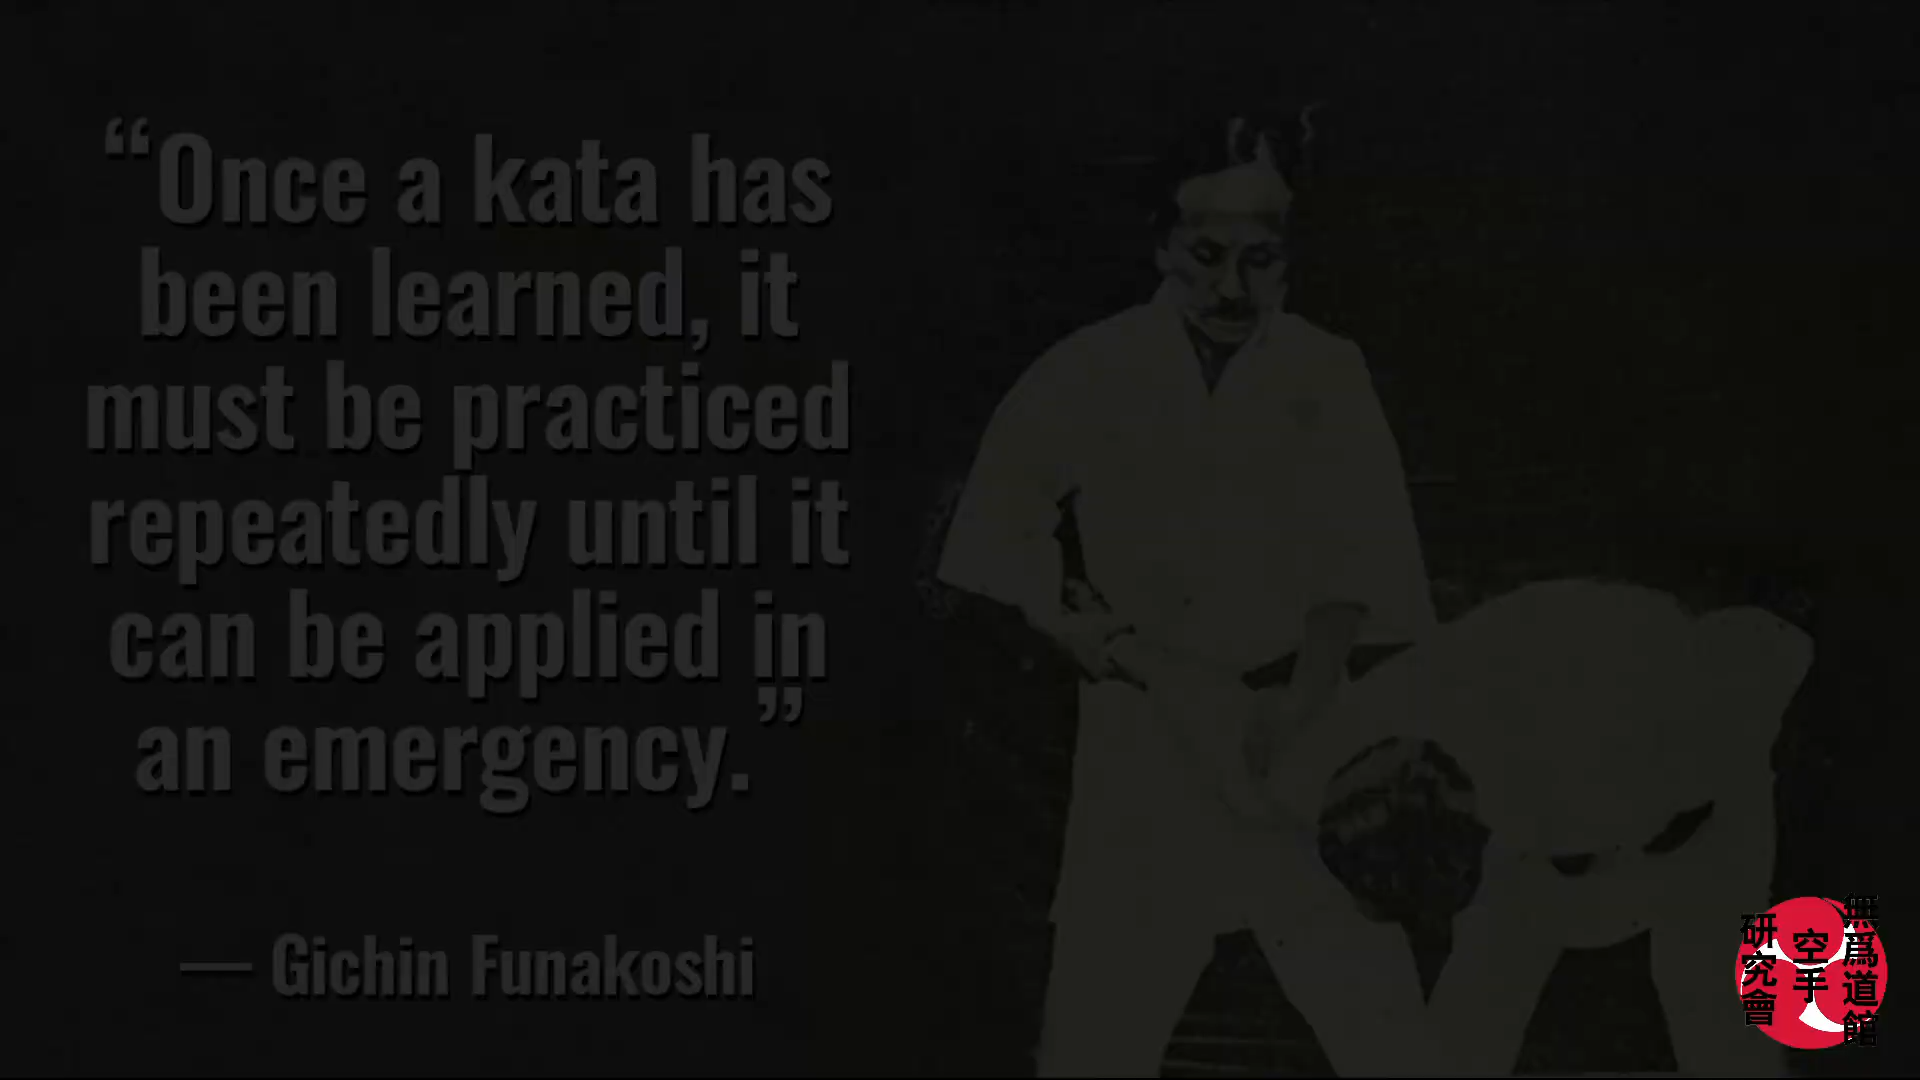 “Once a kata has
been learned, it
must be practiced
repeatedly until it
can be applied in
an emergency.”
— Gichin Funakoshi
無爲道館
空手
研究會